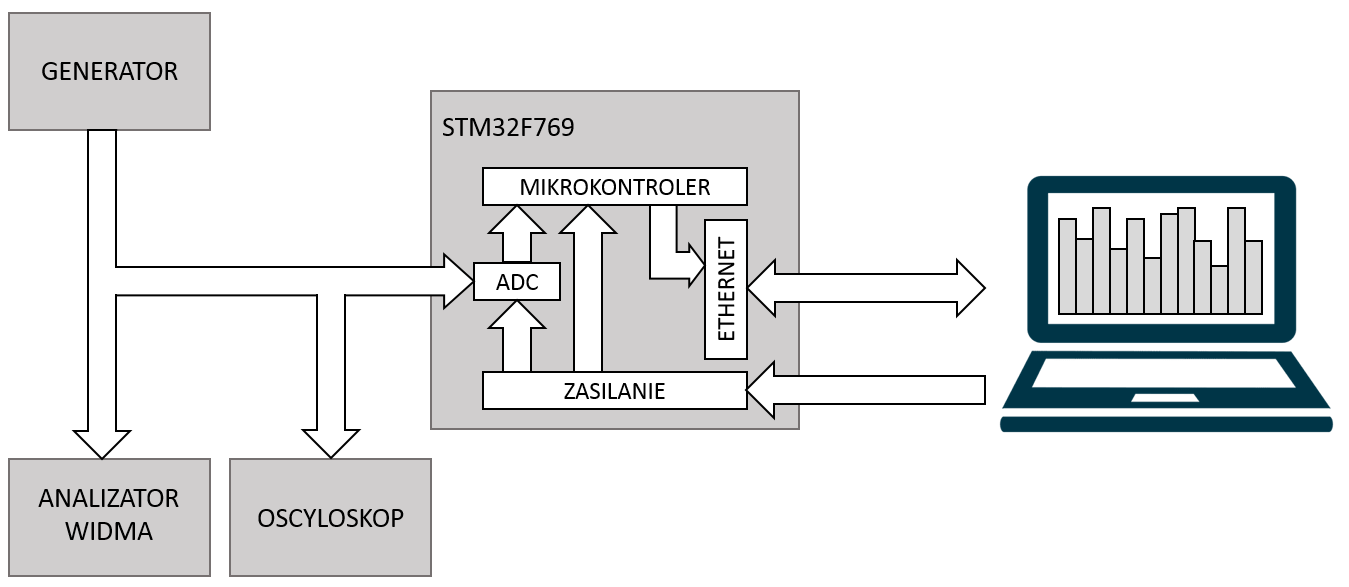 GENERATOR
STM32F769
MIKROKONTROLER
ADC
ETHERNET
ZASILANIE
ANALIZATOR
WIDMA
OSCYLOSKOP